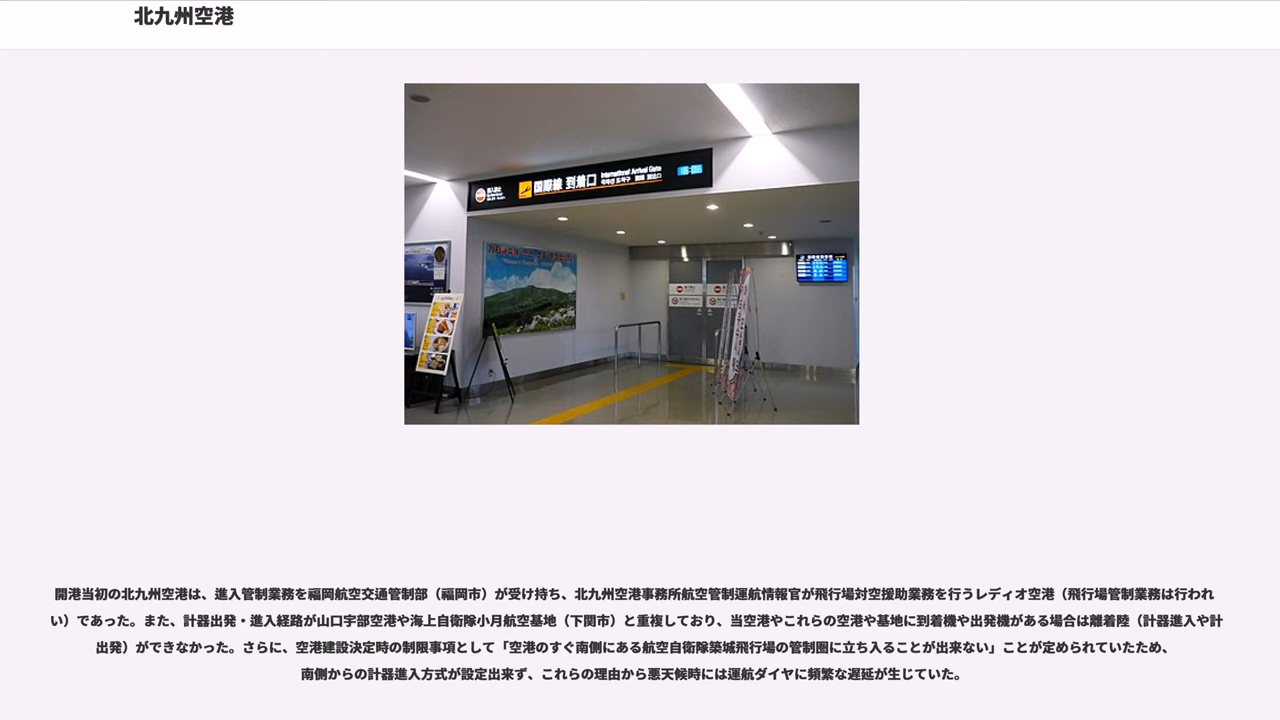 北九州空港
国際線 到着口 International Arrival Gate
開港当初の北九州空港は、進入管制業務を福岡航空交通管制部（福岡市）が受け持ち、北九州空港事務所航空管制運航情報官が飛行場対空援助業務を行うレディオ空港（飛行場管制業務は行われ
い）であった。また、計器出発・進入経路が山口宇部空港や海上自衛隊小月航空基地（下関市）と重複しており、当空港やこれらの空港や基地に到着機や出発機がある場合は離着陸（計器進入や計
出発）ができなかった。さらに、空港建設決定時の制限事項として「空港のすぐ南側にある航空自衛隊築城飛行場の管制圏に立ち入ることが出来ない」ことが定められていたため、
南側からの計器進入方式が設定出来ず、これらの理由から悪天候時には運航ダイヤに頻繁な遅延が生じていた。